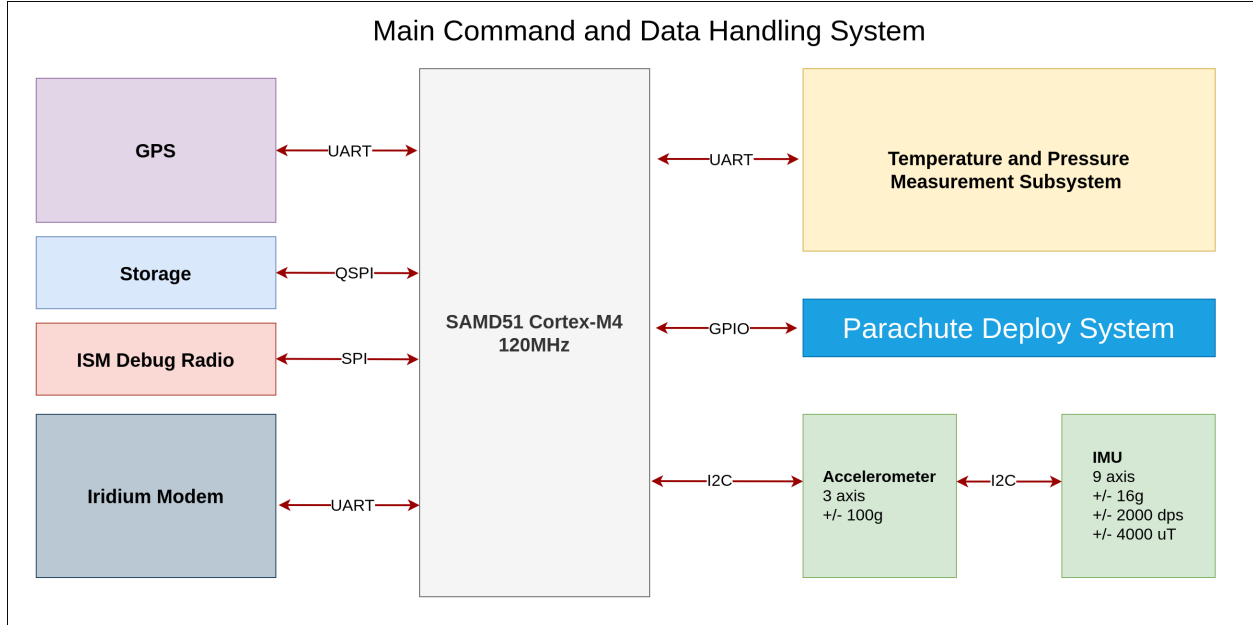 Main Command and Data Handling System
GPS
UART
Storage
QSPI
ISM Debug Radio
SPI
Iridium Modem
UART
SAMD51 Cortex-M4
120MHz
UART
Temperature and Pressure
Measurement Subsystem
GPIO
Parachute Deploy System
I2C
Accelerometer
3 axis
+/- 100g
I2C
IMU
9 axis
+/- 16g
+/- 2000 dps
+/- 4000 uT